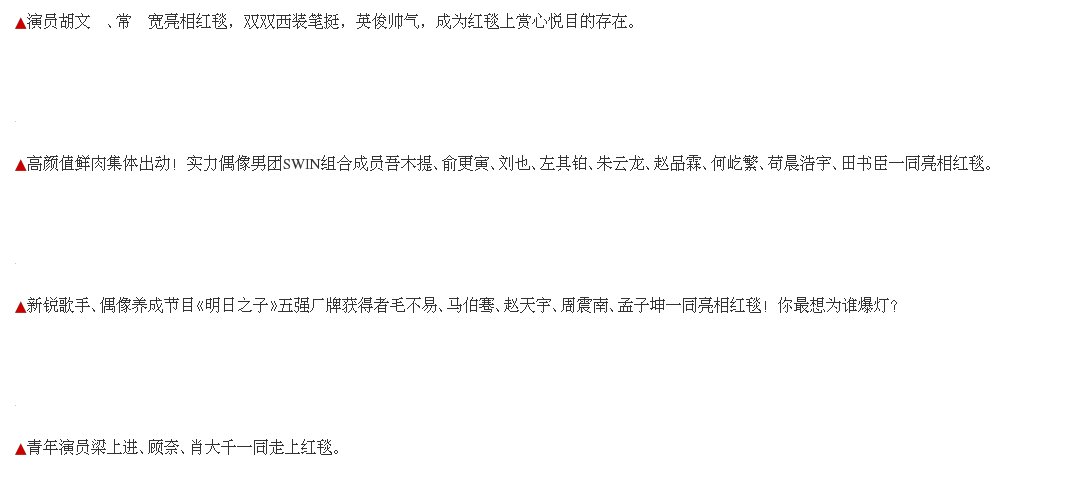 ▲演员胡文　、常　宽亮相红毯，双双西装笔挺，英俊帅气，成为红毯上赏心悦目的存在。
▲高颜值鲜肉集体出动！实力偶像男团SWIN组合成员吾木提、俞更寅、刘也、左其铂、朱云龙、赵品霖、何屹繁、苟晨浩宇、田书臣一同亮相红毯。
▲新锐歌手、偶像养成节目《明日之子》五强厂牌获得者毛不易、马伯骞、赵天宇、周震南、孟子坤一同亮相红毯！你最想为谁爆灯？
▲青年演员梁上进、顾奈、肖大千一同走上红毯。